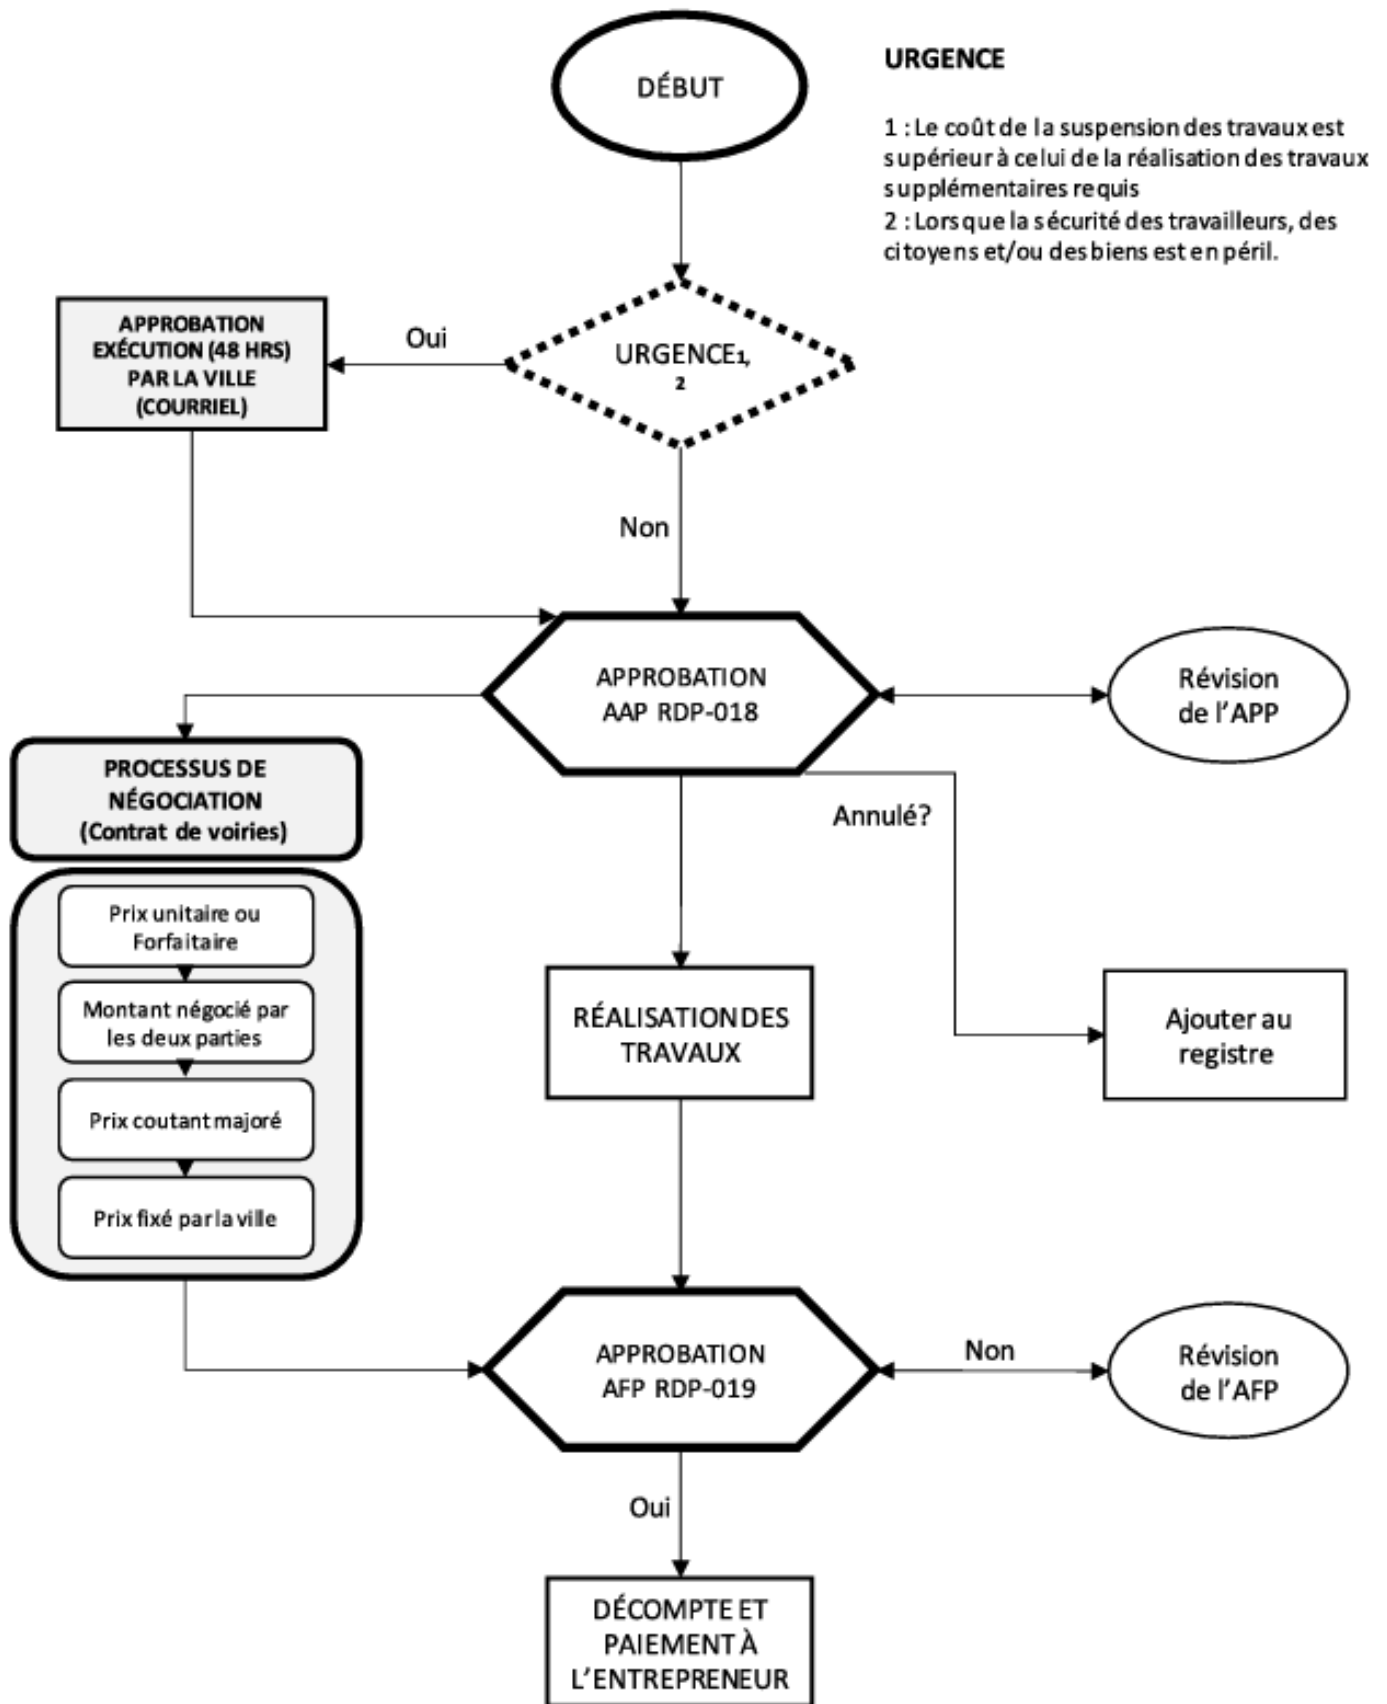 DÉBUT
URGENCE
1 : Le coût de la suspension des travaux est
supérieur à celui de la réalisation des travaux
supplémentaires requis
2 : Lorsque la sécurité des travailleurs, des
citoyens et/ou des biens est en péril.
APPROBATION
EXÉCUTION (48 HRS)
PAR LA VILLE
(COURRIEL)
Oui
URGENCE1,
2
Non
APPROBATION
AAP RDP-018
Révision
de l'APP
PROCESSUS DE
NÉGOCIATION
(Contrat de voiries)
Annulé?
Prix unitaire ou
Forfaitaire
Montant négocié par
les deux parties
Prix coutant majoré
Prix fixé par la ville
RÉALISATION DES
TRAVAUX
Ajouter au
registre
APPROBATION
AFP RDP-019
Non
Révision
de l'AFP
Oui
DÉCOMPTE ET
PAIEMENT À
L'ENTREPRENEUR